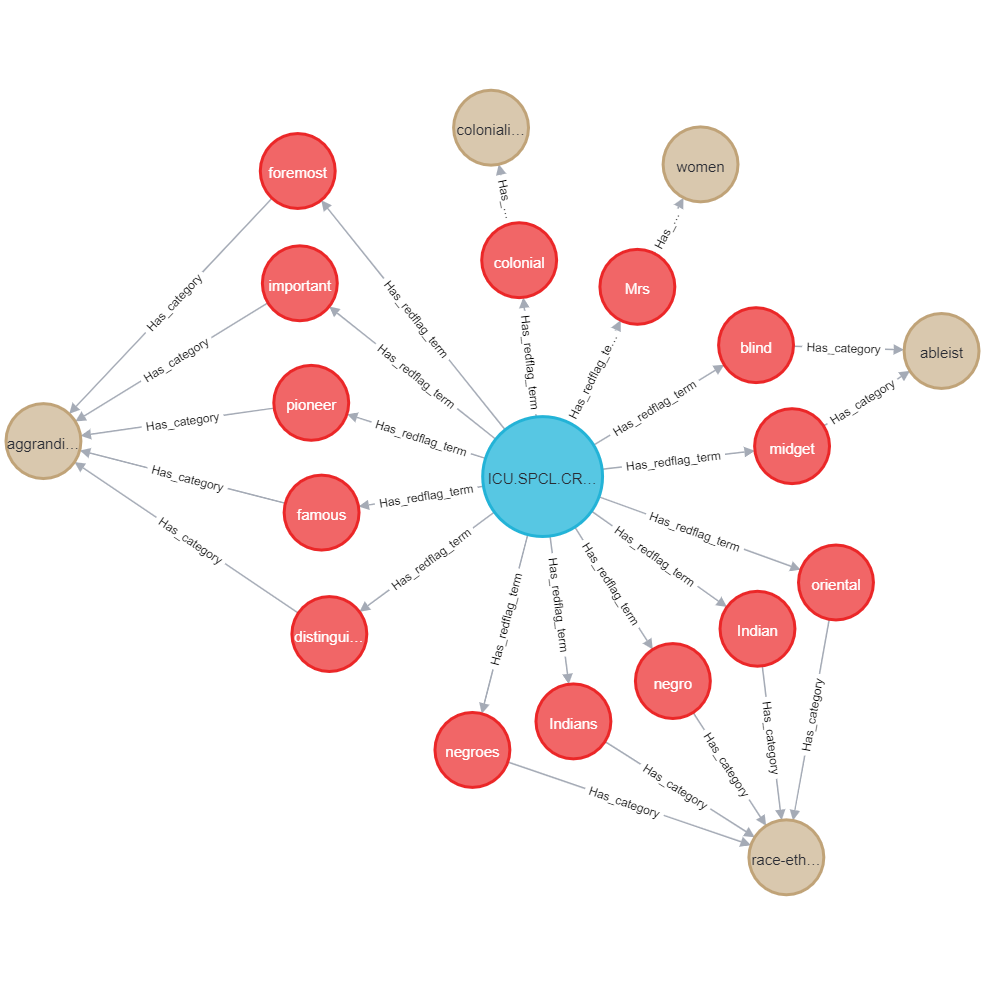 coloniali…
women
foremost
Has_…
Has_…
colonial
important
Mrs
Has_category
Has_redflag_term
Has_redflag_term
Has_redflag_te…
blind
Has_category
ableist
Has_category
Has_redflag_term
Has_redflag_term
Has_category
pioneer
Has_category
Has_redflag_term
midget
aggrandi…
Has_redflag_term
ICU.SPCL.CR…
Has_category
famous
Has_redflag_term
Has_redflag_term
Has_category
Has_redflag_term
Has_redflag_term
Has_redflag_term
Has_redflag_term
Has_redflag_term
oriental
distingui…
Indian
negro
Indians
negroes
Has_category
Has_category
Has_category
Has_category
Has_category
race-eth…